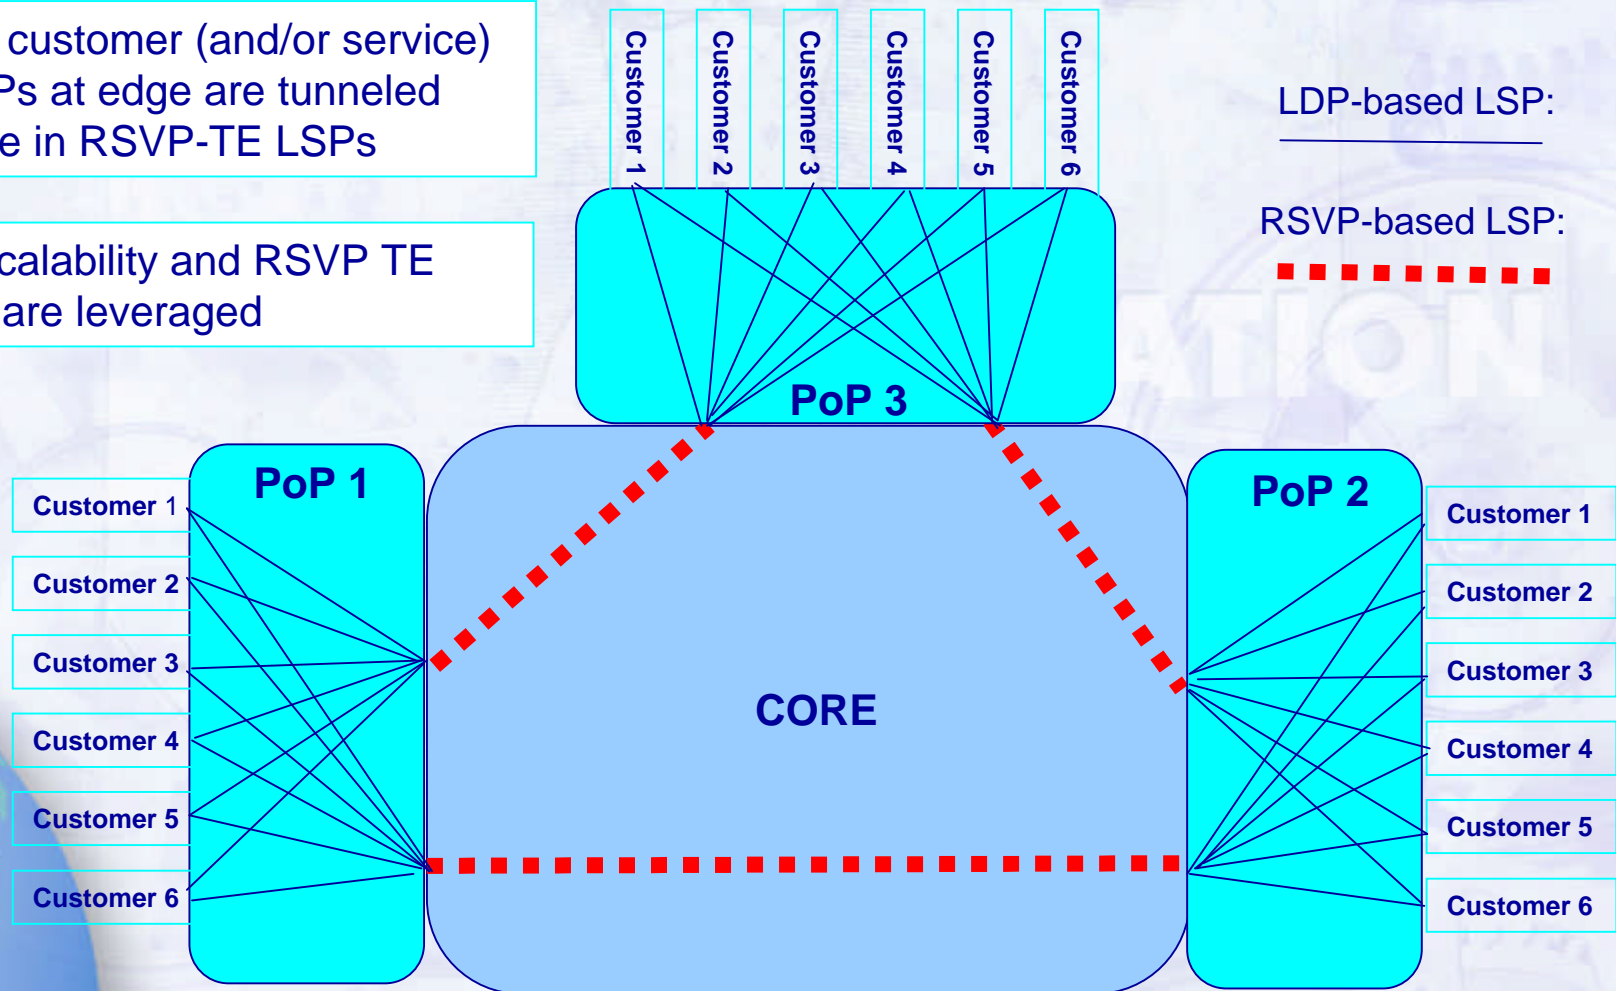 customer (and/or service)
Ps at edge are tunneled
e in RSVP-TE LSPs
calability and RSVP TE
are leveraged
Customer 1
Customer 2
Customer 3
Customer 4
Customer 5
Customer 6
LDP-based LSP:
RSVP-based LSP:
ATION
PoP 3
PoP 1
PoP 2
CORE
Customer 1
Customer 2
Customer 3
Customer 4
Customer 5
Customer 6
Customer 1
Customer 2
Customer 3
Customer 4
Customer 5
Customer 6